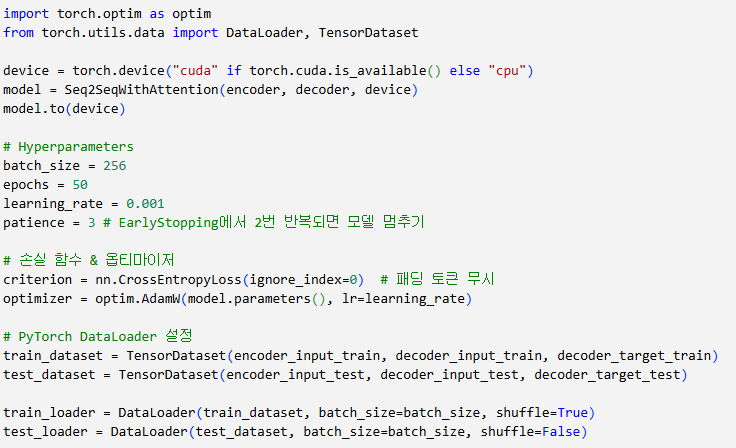 import torch.optim as optim
from torch.utils.data import DataLoader, TensorDataset
device = torch.device("cuda" if torch.cuda.is_available() else "cpu")
model = Seq2SeqWithAttention(encoder, decoder, device)
model.to(device)
# Hyperparameters
batch_size = 256
epochs = 50
learning_rate = 0.001
patience = 3 # EarlyStopping에서 2번 반복되면 모델 멈추기
# 손실 함수 & 옵티마이저
criterion = nn.CrossEntropyLoss(ignore_index=0)  # 패딩 토큰 무시
optimizer = optim.AdamW(model.parameters(), lr=learning_rate)
# PyTorch DataLoader 설정
train_dataset = TensorDataset(encoder_input_train, decoder_input_train, decoder_target_train)
test_dataset = TensorDataset(encoder_input_test, decoder_input_test, decoder_target_test)
train_loader = DataLoader(train_dataset, batch_size=batch_size, shuffle=True)
test_loader = DataLoader(test_dataset, batch_size=batch_size, shuffle=False)